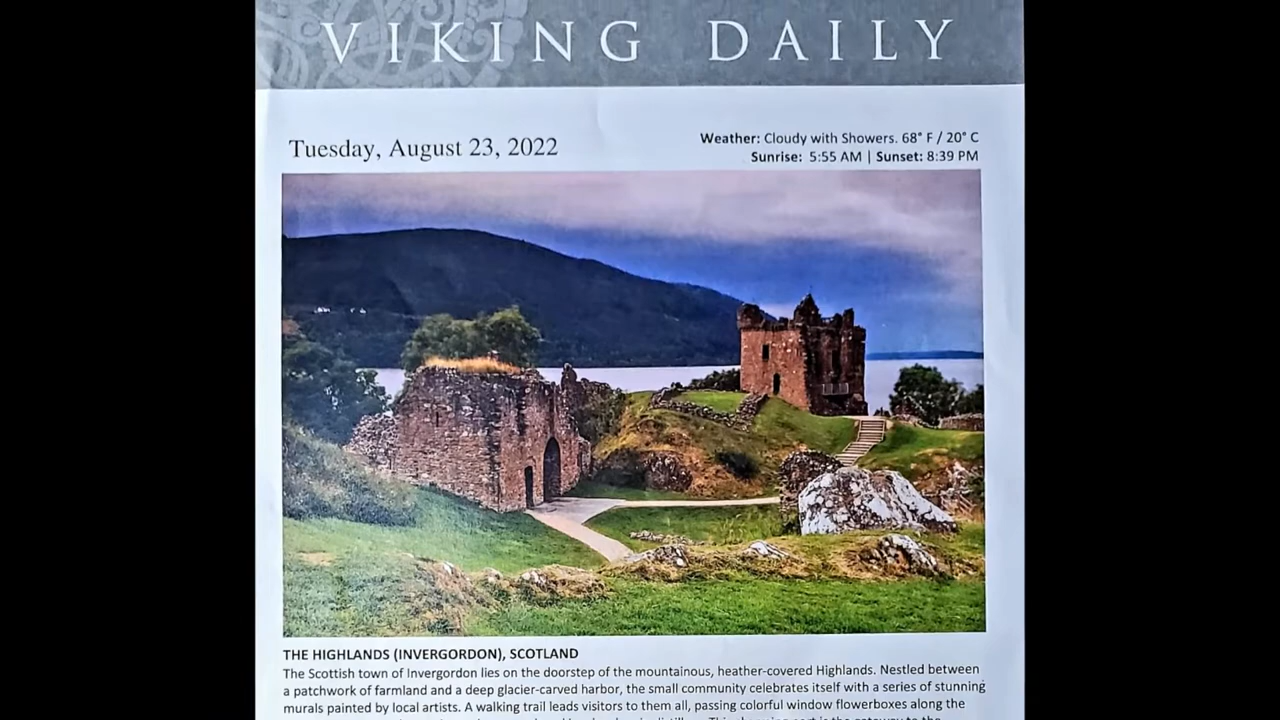 VIKING DAILY
Tuesday, August 23, 2022
Weather: Cloudy with Showers. 68° F / 20° C
Sunrise: 5:55 AM | Sunset: 8:39 PM
THE HIGHLANDS (INVERGORDON), SCOTLAND
The Scottish town of Invergordon lies on the doorstep of the mountainous, heather-covered Highlands. Nestled between
a patchwork of farmland and a deep glacier-carved harbor, the small community celebrates itself with a series of stunning
murals painted by local artists. A walking trail leads visitors to them all, passing colorful window flowerboxes along the